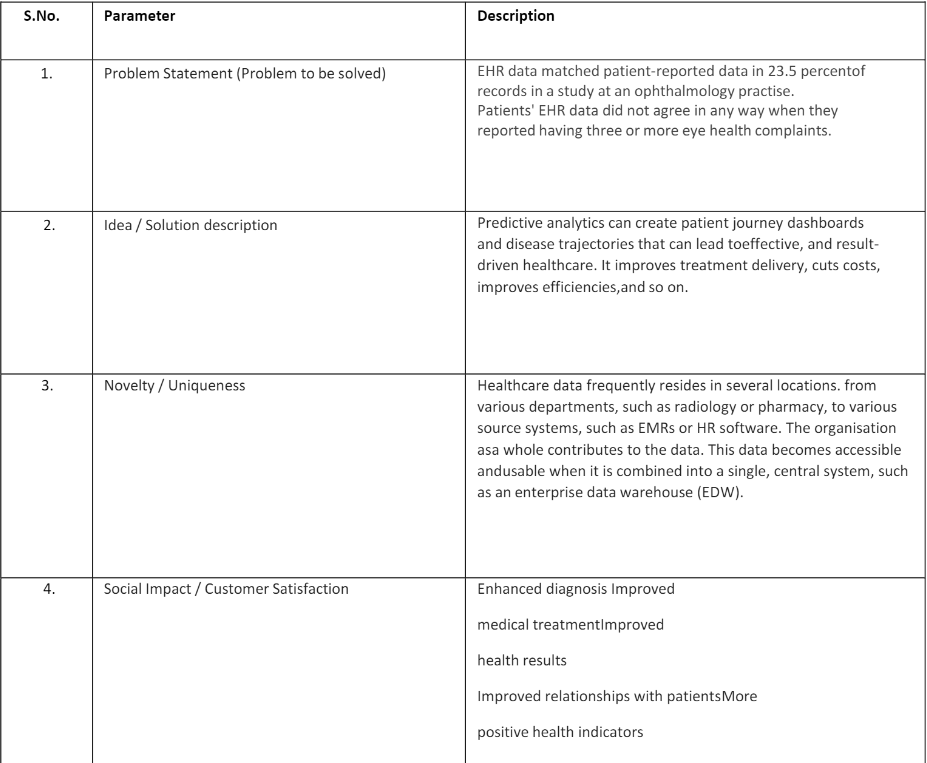 S.No. Parameter Description
1. Problem Statement (Problem to be solved) EHR data matched patient-reported data in 23.5 percentof
records in a study at an ophthalmology practise.
Patients' EHR data did not agree in any way when they
reported having three or more eye health complaints.
2. Idea / Solution description Predictive analytics can create patient journey dashboards
and disease trajectories that can lead toeffective, and result-
driven healthcare. It improves treatment delivery, cuts costs,
improves efficiencies,and so on.
3. Novelty / Uniqueness Healthcare data frequently resides in several locations. from
various departments, such as radiology or pharmacy, to various
source systems, such as EMRs or HR software. The organisation
asa whole contributes to the data. This data becomes accessible
andusable when it is combined into a single, central system, such
as an enterprise data warehouse (EDW).
4. Social Impact / Customer Satisfaction Enhanced diagnosis Improved
medical treatmentImproved
health results
Improved relationships with patientsMore
positive health indicators